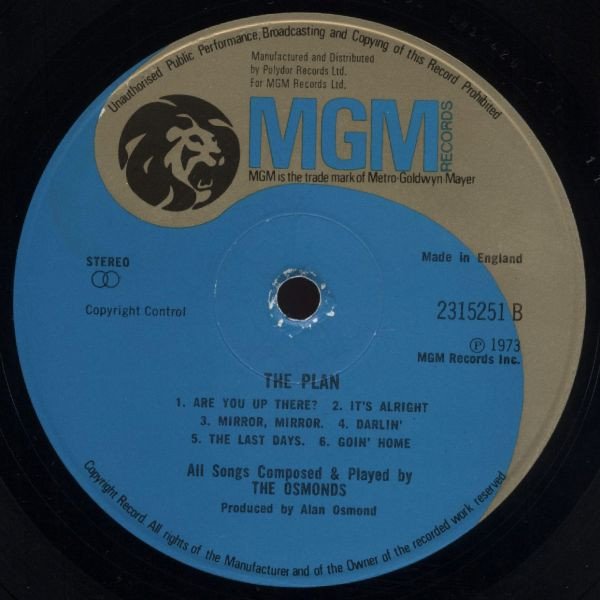 Unauthorised Public Performance, Broadcasting and Copying of this Record Prohibited
Manufactured and Distributed
by Polydor Records Ltd.
For MGM Records Ltd.
MGM
RECORDS
MGM is the trade mark of Metro-Goldwyn Mayer
STEREO
Made in England
Copyright Control
2315251 B
℗ 1973
MGM Records Inc.
THE PLAN
1. ARE YOU UP THERE? 2. IT'S ALRIGHT
3. MIRROR, MIRROR. 4. DARLIN'
5. THE LAST DAYS. 6. GOIN' HOME
All Songs Composed & Played by
THE OSMONDS
Produced by Alan Osmond
Copyright Record. All rights of the Manufacturer and of the Owner of the recorded work reserved